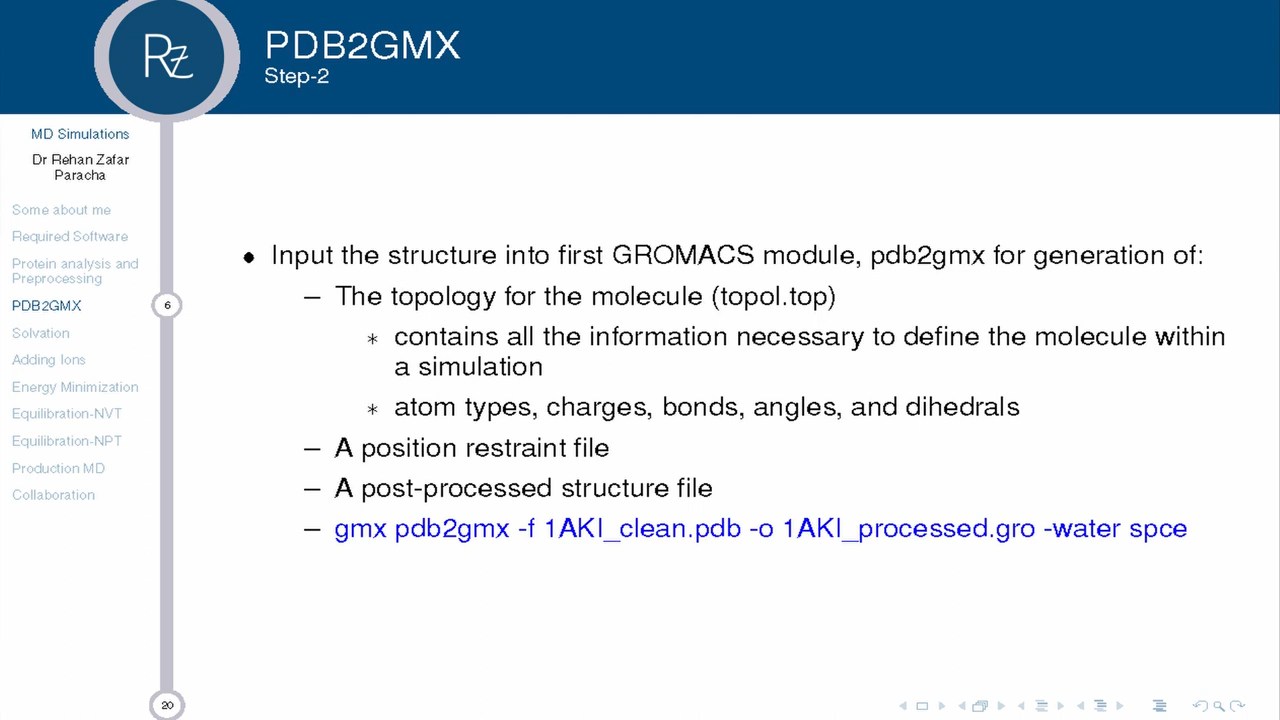 Rz
PDB2GMX
Step-2
MD Simulations
Dr Rehan Zafar
Paracha
Some about me
Required Software
Protein analysis and
Preprocessing
PDB2GMX
6
Solvation
Adding Ions
Energy Minimization
Equilibration-NVT
Equilibration-NPT
Production MD
Collaboration
20
• Input the structure into first GROMACS module, pdb2gmx for generation of:
– The topology for the molecule (topol.top)
* contains all the information necessary to define the molecule within
a simulation
* atom types, charges, bonds, angles, and dihedrals
– A position restraint file
– A post-processed structure file
– gmx pdb2gmx -f 1AKI_clean.pdb -o 1AKI_processed.gro -water spce